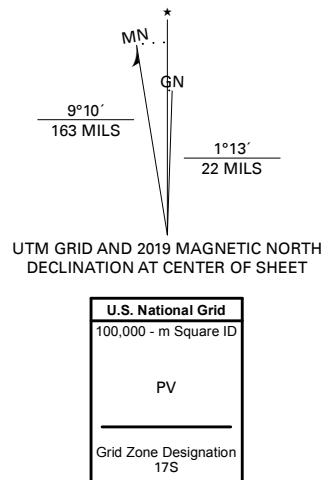 ★
MN
GN
9°10´
163 MILS
1°13´
22 MILS
UTM GRID AND 2019 MAGNETIC NORTH
DECLINATION AT CENTER OF SHEET
U.S. National Grid
100,000 - m Square ID
PV
Grid Zone Designation
17S